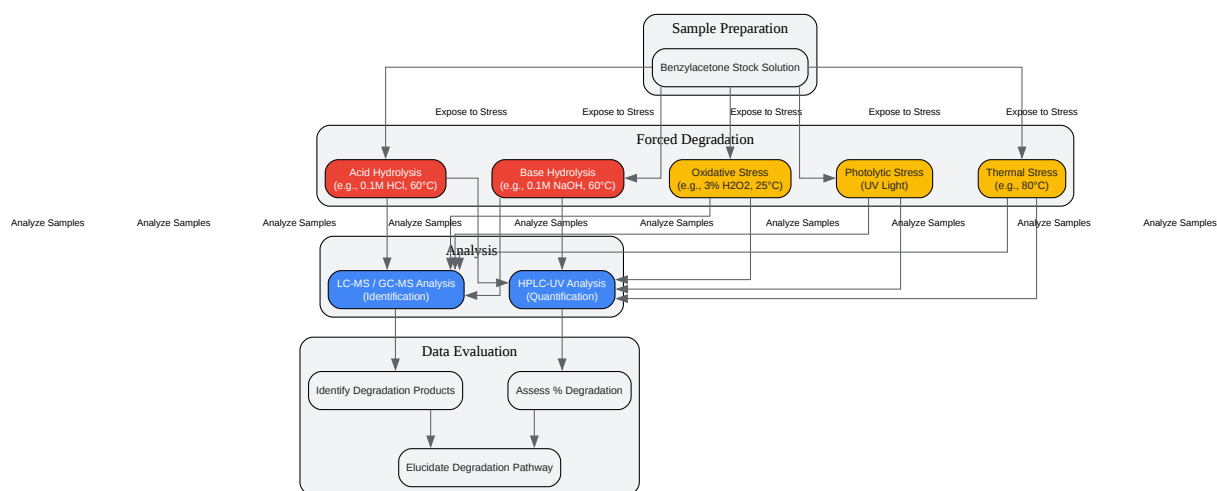 Sample Preparation
Benzylacetone Stock Solution
Expose to Stress
Expose to Stress
Expose to Stress
Expose to Stress
Expose to Stress
Forced Degradation
Acid Hydrolysis
(e.g., 0.1M HCl, 60°C)
Base Hydrolysis
(e.g., 0.1M NaOH, 60°C)
Oxidative Stress
(e.g., 3% H2O2, 25°C)
Photolytic Stress
(UV Light)
Thermal Stress
(e.g., 80°C)
Analyze Samples
Analyze Samples
Analyze Samples
Analyze Samples
Analyze Samples
Analyze Samples
Analyze Samples
Analyze Samples
Analyze Samples
Analyze Samples
Analysis
LC-MS / GC-MS Analysis
(Identification)
HPLC-UV Analysis
(Quantification)
Data Evaluation
Identify Degradation Products
Assess % Degradation
Elucidate Degradation Pathway